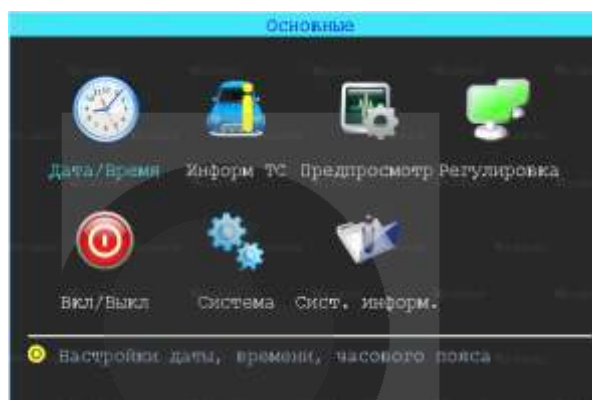 Основные
Дата/Время Информ ТС Предпросмотр Регулировка
Вкл/Выкл Система Сист. информ.
Настройки даты, времени, часового пояса